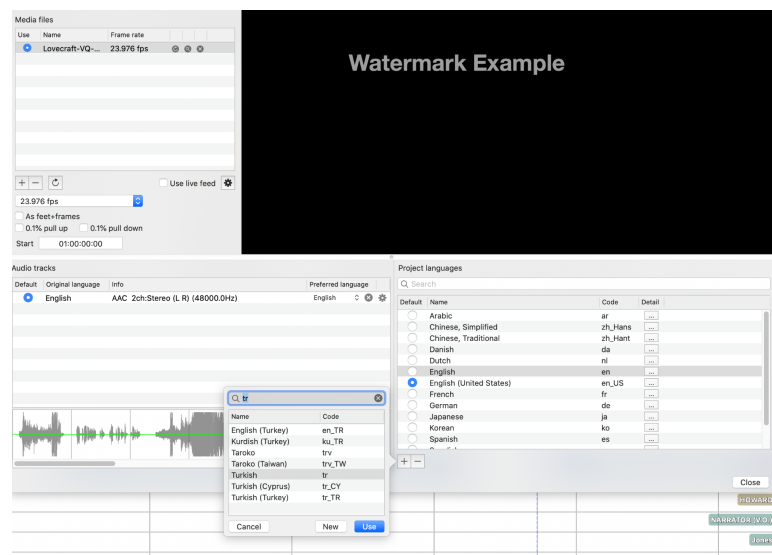 Media files
Use Name Frame rate
Lovecraft-VQ-... 23.976 fps
Watermark Example
+ − Use live feed
23.976 fps
As feet+frames
0.1% pull up 0.1% pull down
Start 01:00:00:00
Audio tracks
Default Original language Info Preferred language
English AAC 2ch:Stereo (L R) (48000.0Hz) English
Project languages
Search
Default Name Code Detail
Arabic ar ...
Chinese, Simplified zh_Hans ...
Chinese, Traditional zh_Hant ...
Danish da ...
Dutch nl ...
English en ...
English (United States) en_US ...
French fr ...
German de ...
Japanese ja ...
Korean ko ...
Spanish es ...
+ −
Close
tr
Name Code
English (Turkey) en_TR
Kurdish (Turkey) ku_TR
Taroko trv
Taroko (Taiwan) trv_TW
Turkish tr
Turkish (Cyprus) tr_CY
Turkish (Turkey) tr_TR
Cancel New Use
HOWARD
NARRATOR (V.O.
Jones